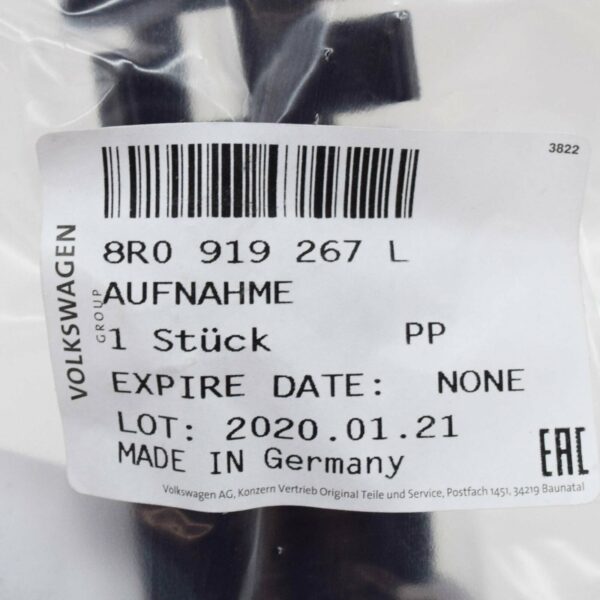 3822
8R0 919 267 L
AUFNAHME
1 Stück PP
EXPIRE DATE: NONE
LOT: 2020.01.21
MADE IN Germany
EAC
Volkswagen AG, Konzern Vertrieb Original Teile und Service, Postfach 1451, 34219 Baunatal
VOLKSWAGEN
GROUP